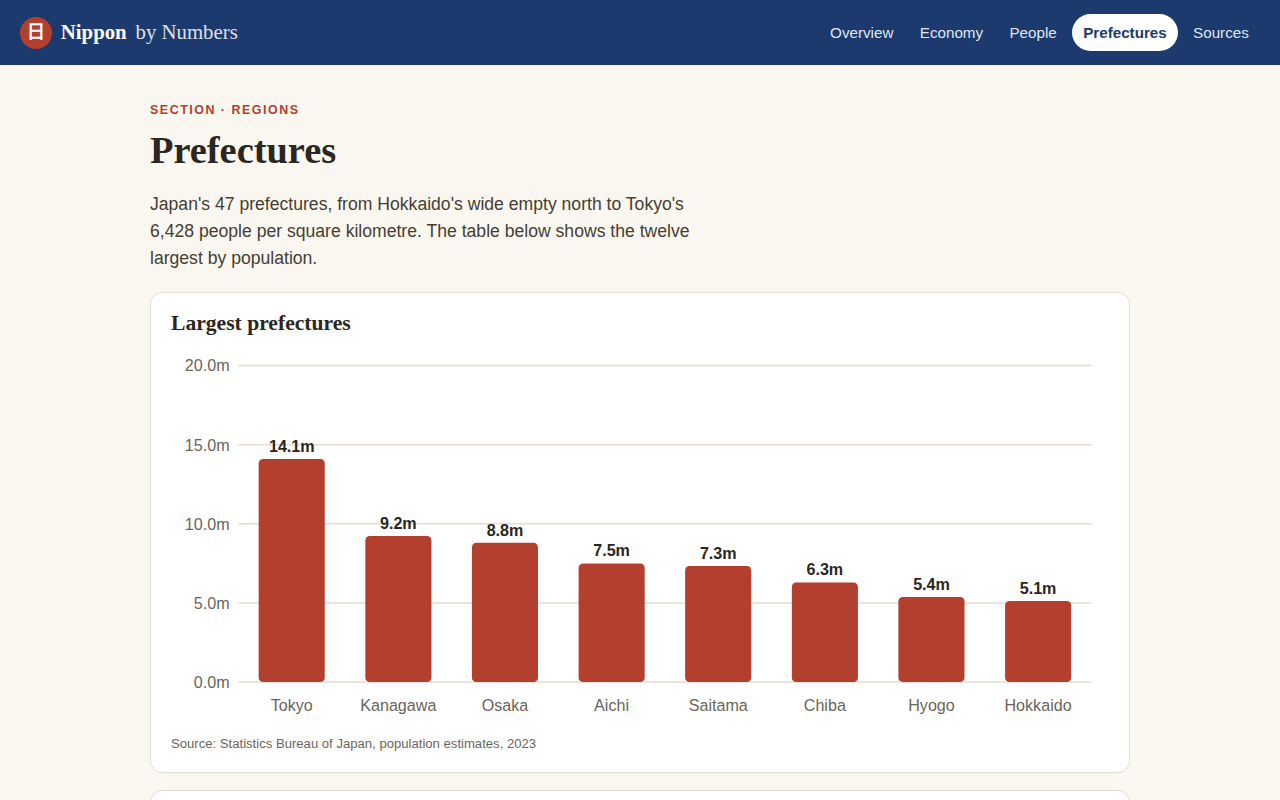 日 Nippon by Numbers
Overview Economy People Prefectures Sources
SECTION · REGIONS
Prefectures
Japan's 47 prefectures, from Hokkaido's wide empty north to Tokyo's
6,428 people per square kilometre. The table below shows the twelve
largest by population.
Largest prefectures
20.0m
15.0m
10.0m
5.0m
0.0m
14.1m
9.2m
8.8m
7.5m
7.3m
6.3m
5.4m
5.1m
Tokyo Kanagawa Osaka Aichi Saitama Chiba Hyogo Hokkaido
Source: Statistics Bureau of Japan, population estimates, 2023